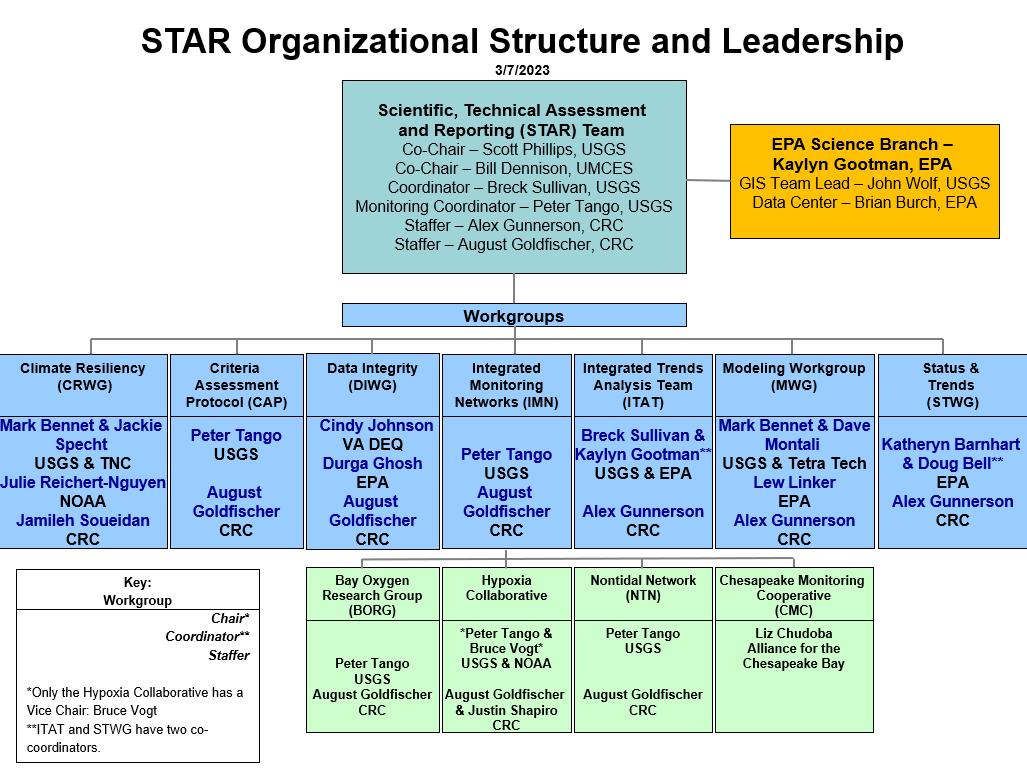 STAR Organizational Structure and Leadership
3/7/2023
Scientific, Technical Assessment
and Reporting (STAR) Team
Co-Chair – Scott Phillips, USGS
Co-Chair – Bill Dennison, UMCES
Coordinator – Breck Sullivan, USGS
Monitoring Coordinator – Peter Tango, USGS
Staffer – Alex Gunnerson, CRC
Staffer – August Goldfischer, CRC
EPA Science Branch –
Kaylyn Gootman, EPA
GIS Team Lead – John Wolf, USGS
Data Center – Brian Burch, EPA
Workgroups
Climate Resiliency
(CRWG)
Mark Bennet & Jackie
Specht
USGS & TNC
Julie Reichert-Nguyen
NOAA
Jamileh Soueidan
CRC
Criteria
Assessment
Protocol (CAP)
Peter Tango
USGS
August
Goldfischer
CRC
Data Integrity
(DIWG)
Cindy Johnson
VA DEQ
Durga Ghosh
EPA
August
Goldfischer
CRC
Integrated
Monitoring
Networks (IMN)
Peter Tango
USGS
August
Goldfischer
CRC
Integrated Trends
Analysis Team
(ITAT)
Breck Sullivan &
Kaylyn Gootman**
USGS & EPA
Alex Gunnerson
CRC
Modeling Workgroup
(MWG)
Mark Bennet & Dave
Montali
USGS & Tetra Tech
Lew Linker
EPA
Alex Gunnerson
CRC
Status &
Trends
(STWG)
Katheryn Barnhart
& Doug Bell**
EPA
Alex Gunnerson
CRC
Bay Oxygen
Research Group
(BORG)
Peter Tango
USGS
August Goldfischer
CRC
Hypoxia
Collaborative
*Peter Tango &
Bruce Vogt*
USGS & NOAA
August Goldfischer
& Justin Shapiro
CRC
Nontidal Network
(NTN)
Peter Tango
USGS
August Goldfischer
CRC
Chesapeake Monitoring
Cooperative
(CMC)
Liz Chudoba
Alliance for the
Chesapeake Bay
Key:
Workgroup
Chair*
Coordinator**
Staffer
*Only the Hypoxia Collaborative has a
Vice Chair: Bruce Vogt
**ITAT and STWG have two co-
coordinators.